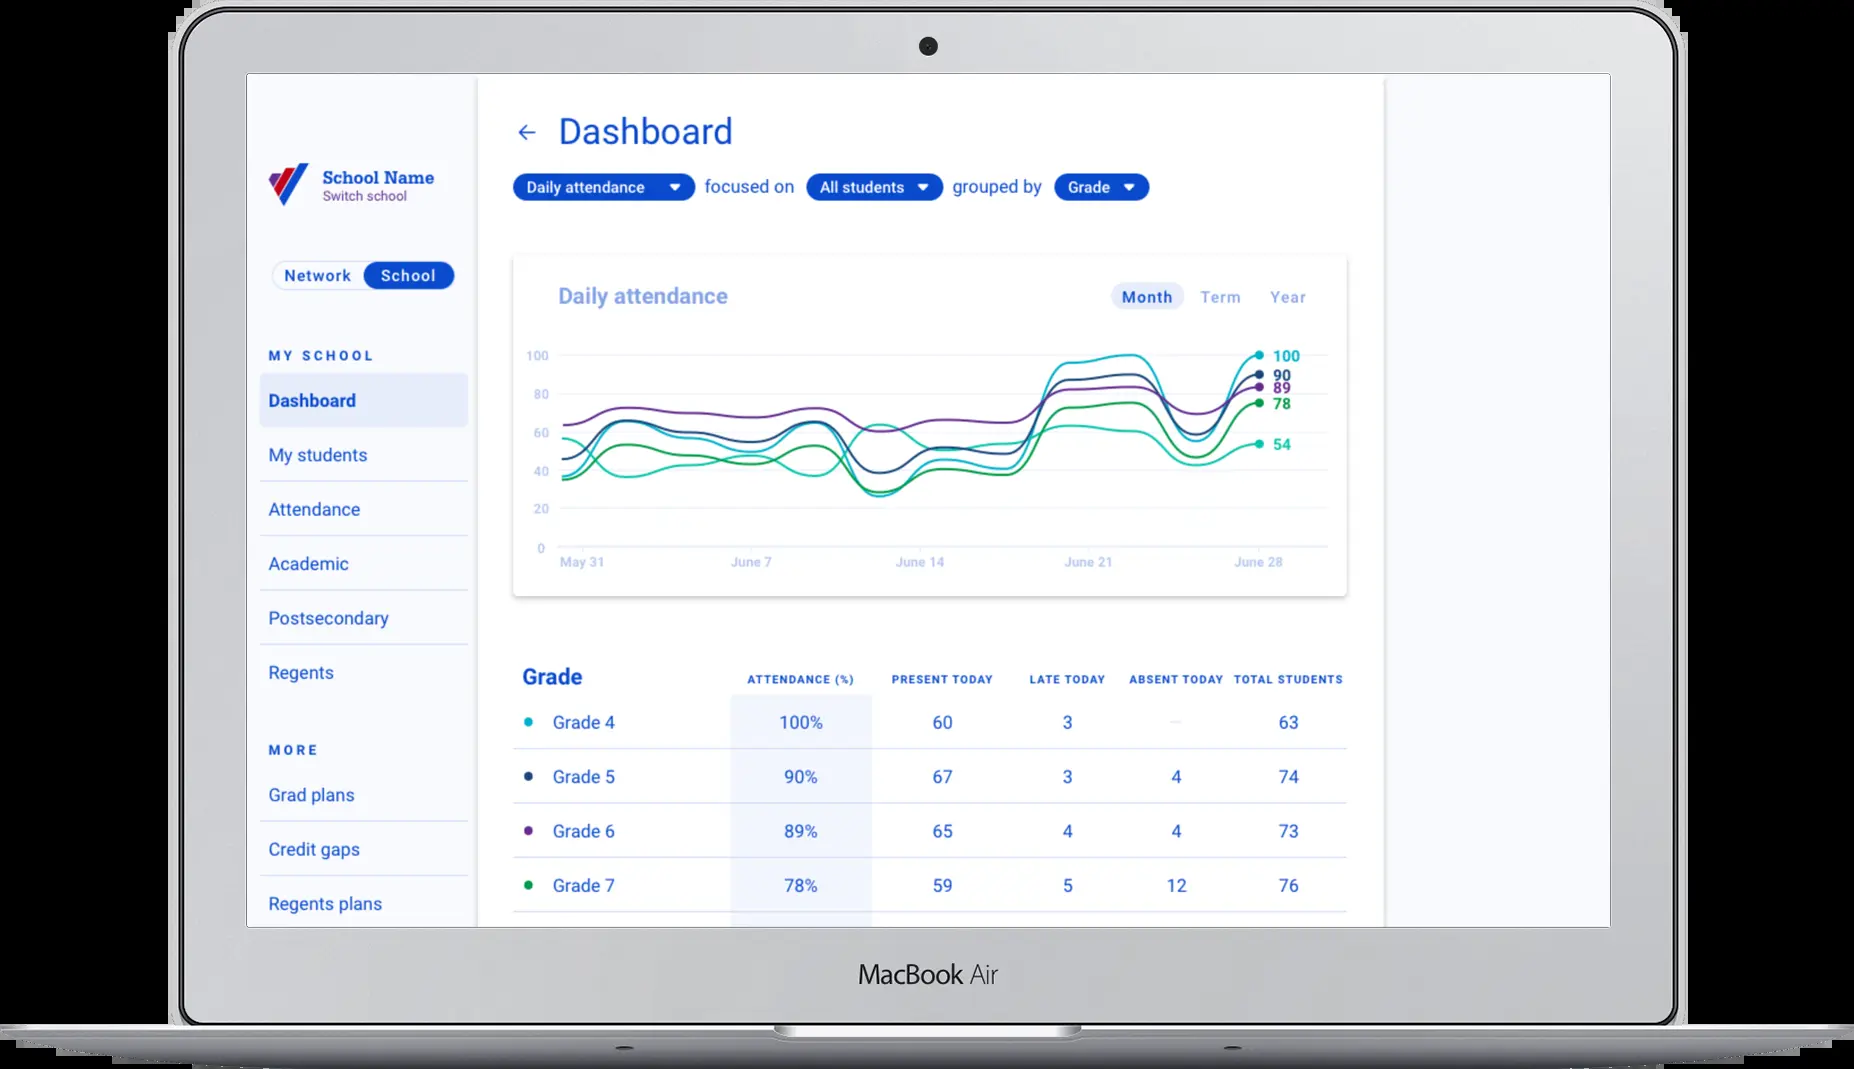 ← Dashboard
School Name
Switch school
Daily attendance focused on All students grouped by Grade
Network School
MY SCHOOL
Dashboard
My students
Attendance
Academic
Postsecondary
Regents
MORE
Grad plans
Credit gaps
Regents plans
Daily attendance
Month Term Year
100
80
60
40
20
0
May 31 June 7 June 14 June 21 June 28
100
90
89
78
54
Grade ATTENDANCE (%) PRESENT TODAY LATE TODAY ABSENT TODAY TOTAL STUDENTS
Grade 4 100% 60 3 — 63
Grade 5 90% 67 3 4 74
Grade 6 89% 65 4 4 73
Grade 7 78% 59 5 12 76
MacBook Air